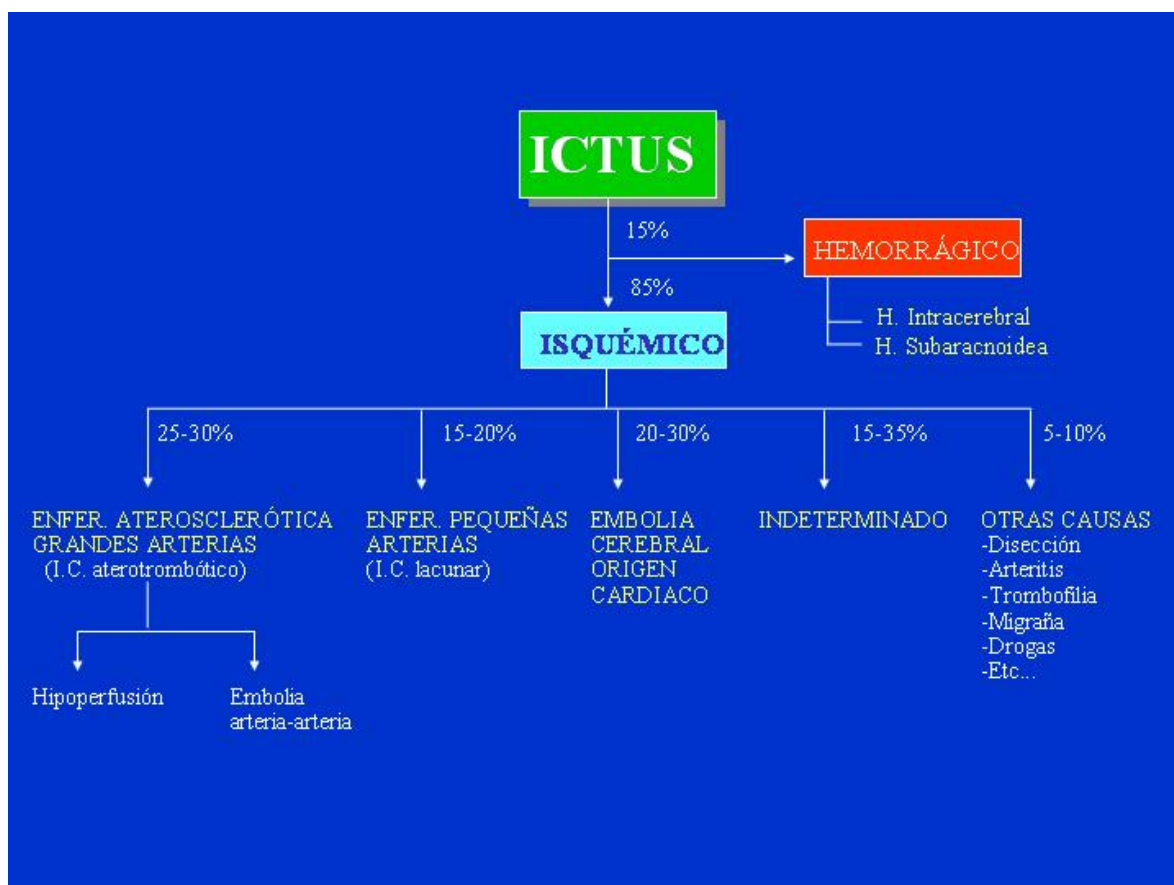 ICTUS
15%
HEMORRÁGICO
85%
H. Intracerebral
H. Subaracnoidea
ISQUÉMICO
25-30%
15-20%
20-30%
15-35%
5-10%
ENFER. ATEROSCLERÓTICA
GRANDES ARTERIAS
(I.C. aterotrombótico)
ENFER. PEQUEÑAS
ARTERIAS
(I.C. lacunar)
EMBOLIA
CEREBRAL
ORIGEN
CARDIACO
INDETERMINADO
OTRAS CAUSAS
-Disección
-Arteritis
-Trombofilia
-Migraña
-Drogas
-Etc...
Hipoperfusión
Embolia
arteria-arteria